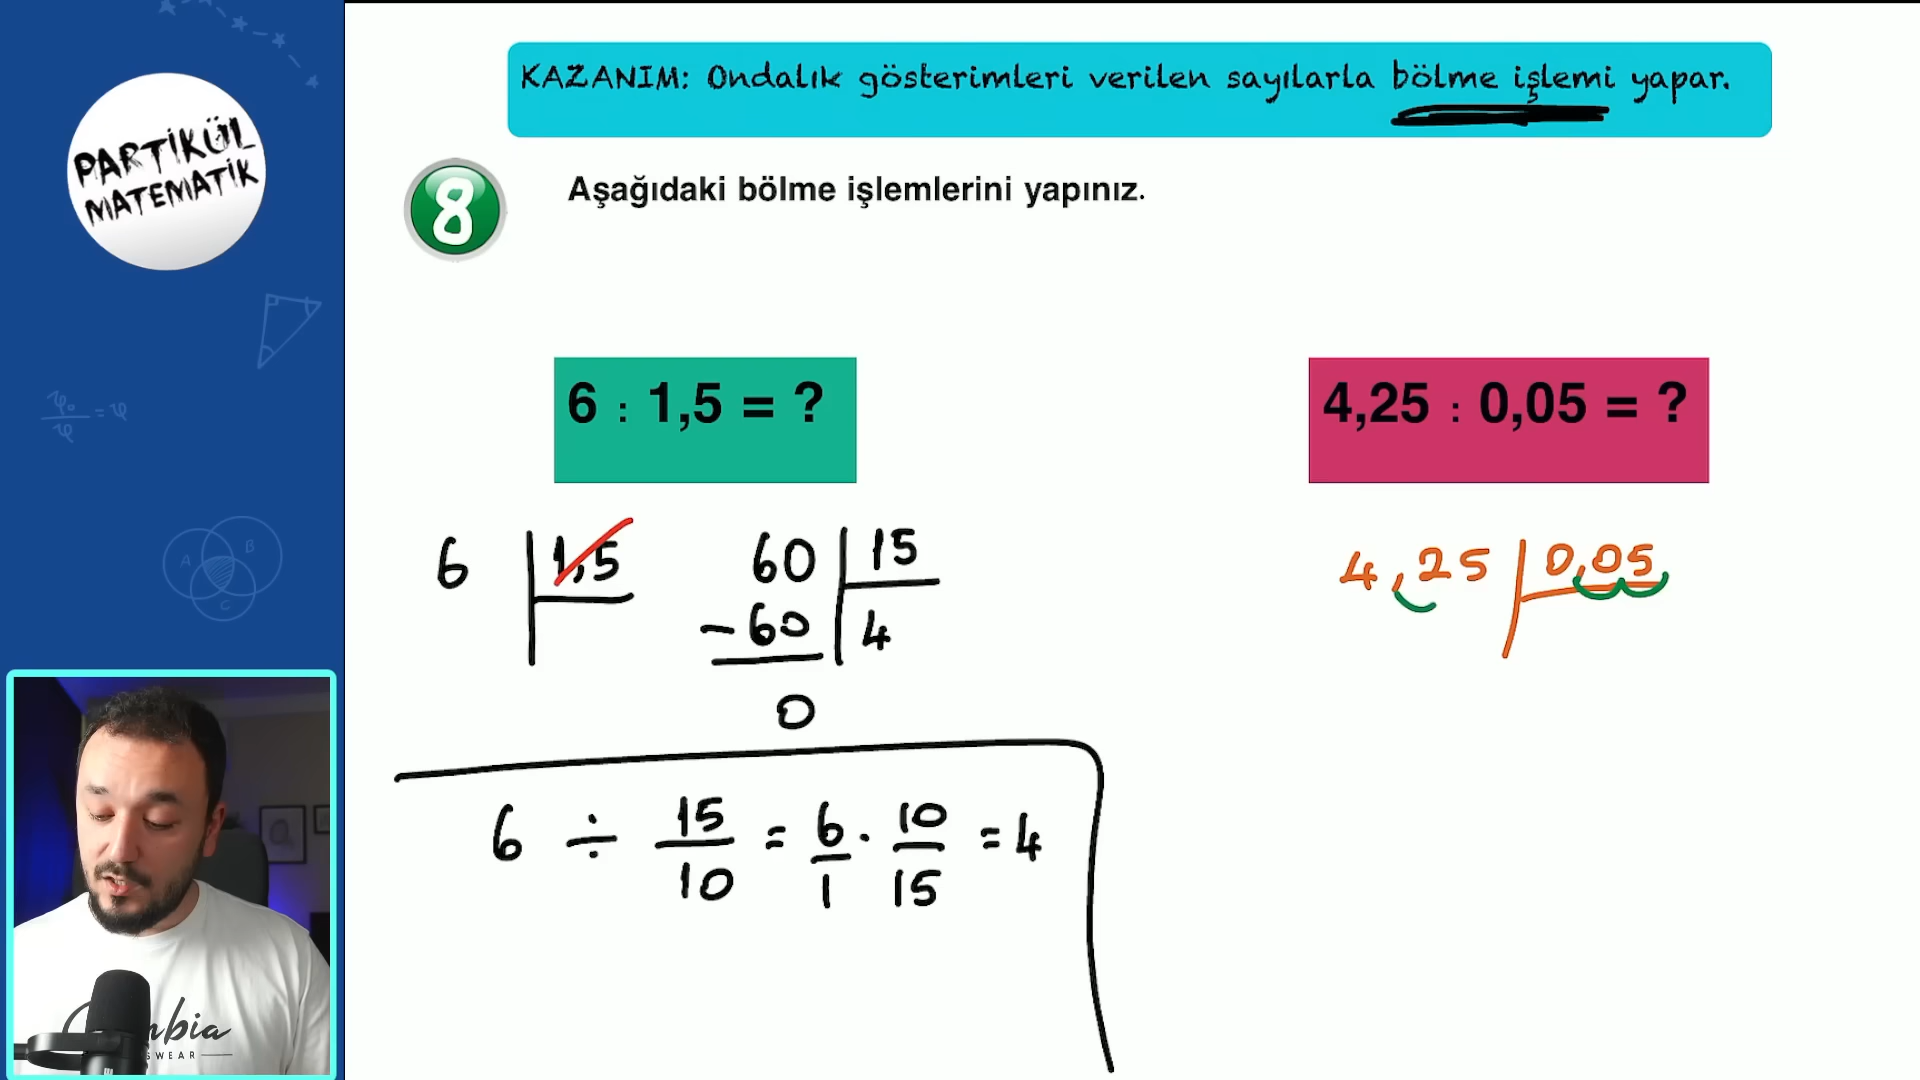 PARTİKÜL
MATEMATİK
KAZANIM: Ondalık gösterimleri verilen sayılarla bölme işlemi yapar.
8
Aşağıdaki bölme işlemlerini yapınız.
6 : 1,5 = ?
4,25 : 0,05 = ?
6 1,5
60 15
-60 4
0
4,25 0,05
6 ÷ 15/10 = 6/1 · 10/15 = 4
A B
C